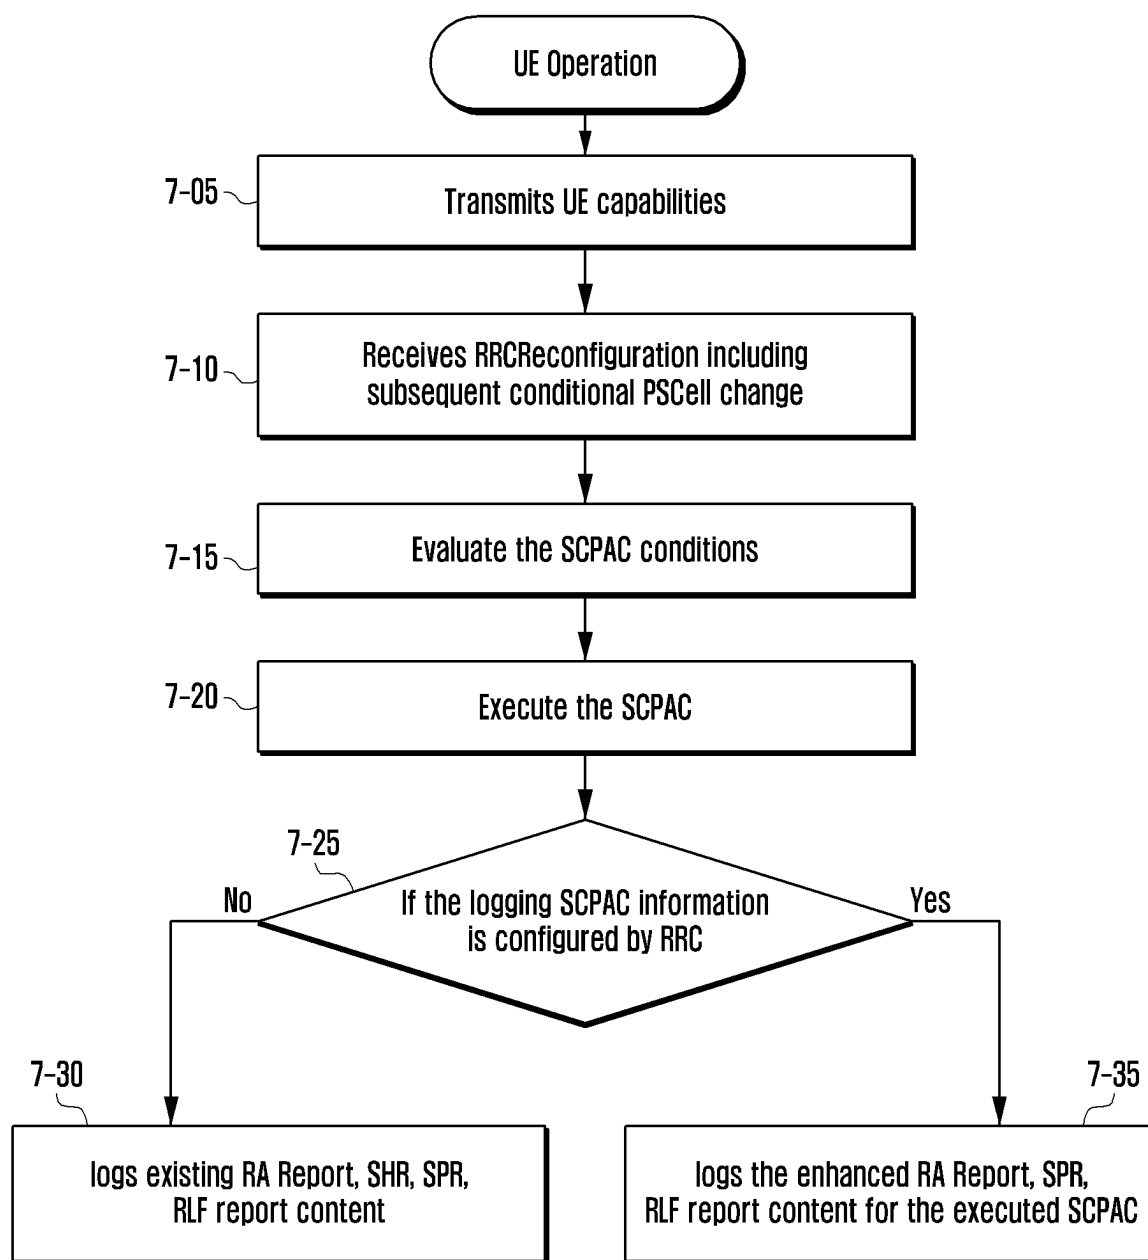 UE Operation
7-05
Transmits UE capabilities
7-10
Receives RRCReconfiguration including
subsequent conditional PSCell change
7-15
Evaluate the SCPAC conditions
7-20
Execute the SCPAC
7-25
If the logging SCPAC information
is configured by RRC
No
Yes
7-30
logs existing RA Report, SHR, SPR,
RLF report content
7-35
logs the enhanced RA Report, SPR,
RLF report content for the executed SCPAC